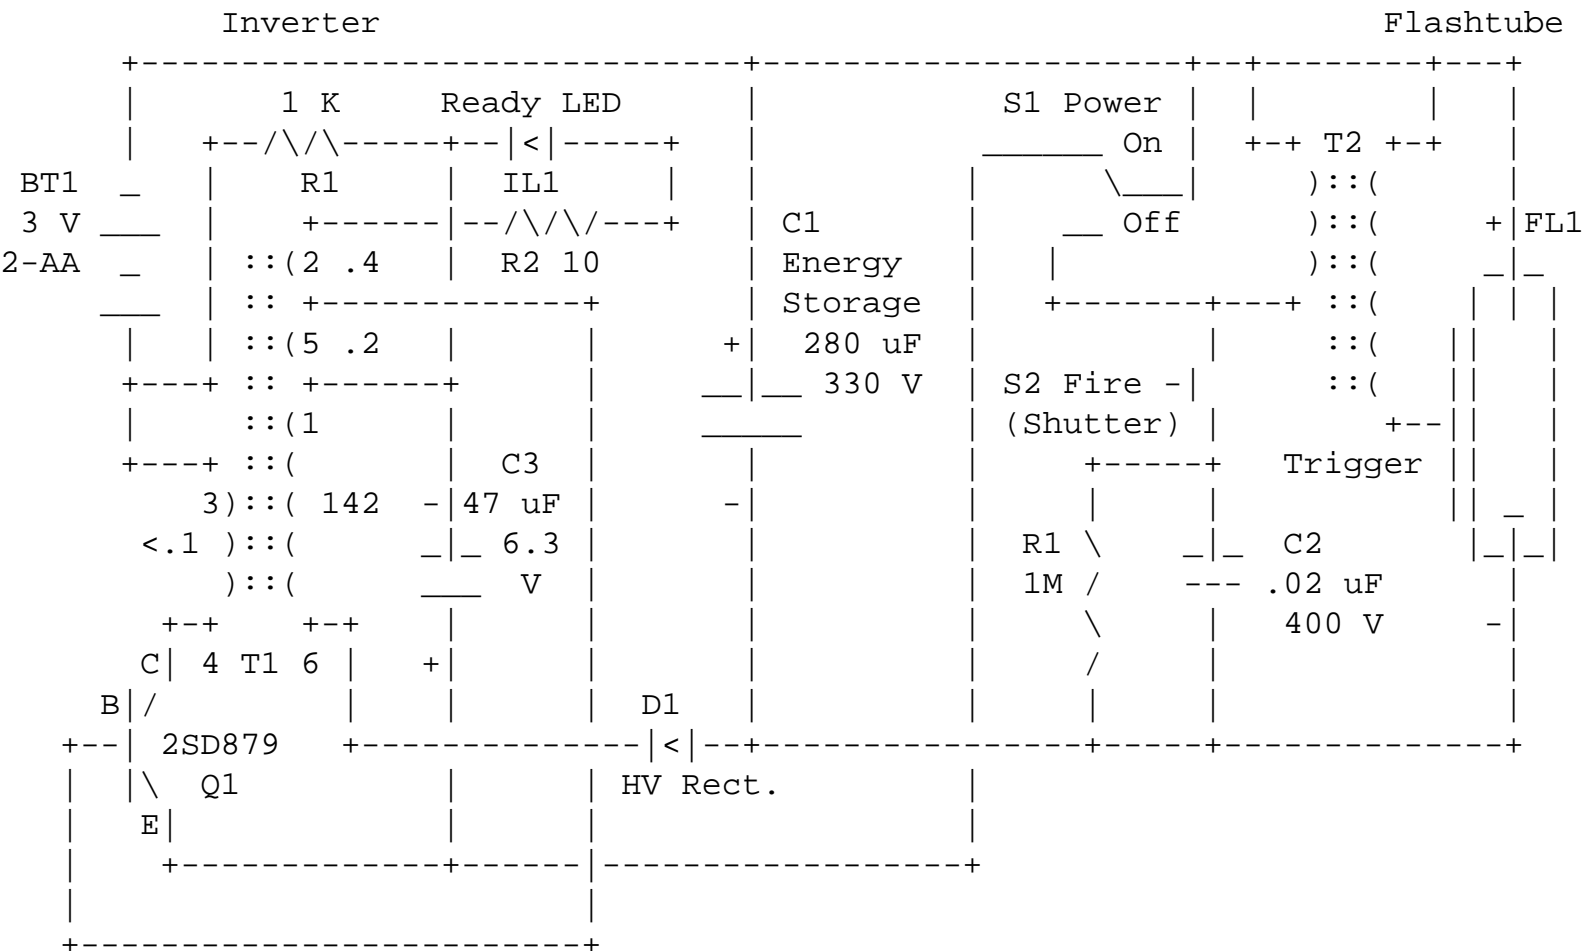 Inverter Flashtube
1 K Ready LED S1 Power
On T2
BT1 R1 IL1
3 V C1 Off + FL1
2-AA 2 .4 R2 10 Energy
Storage
5 .2 + 280 uF
330 V S2 Fire -
1 (Shutter)
C3 Trigger
3 142 - 47 uF -
<.1 6.3 R1 C2
V 1M .02 uF
400 V -
C 4 T1 6 +
B D1
2SD879
Q1 HV Rect.
E